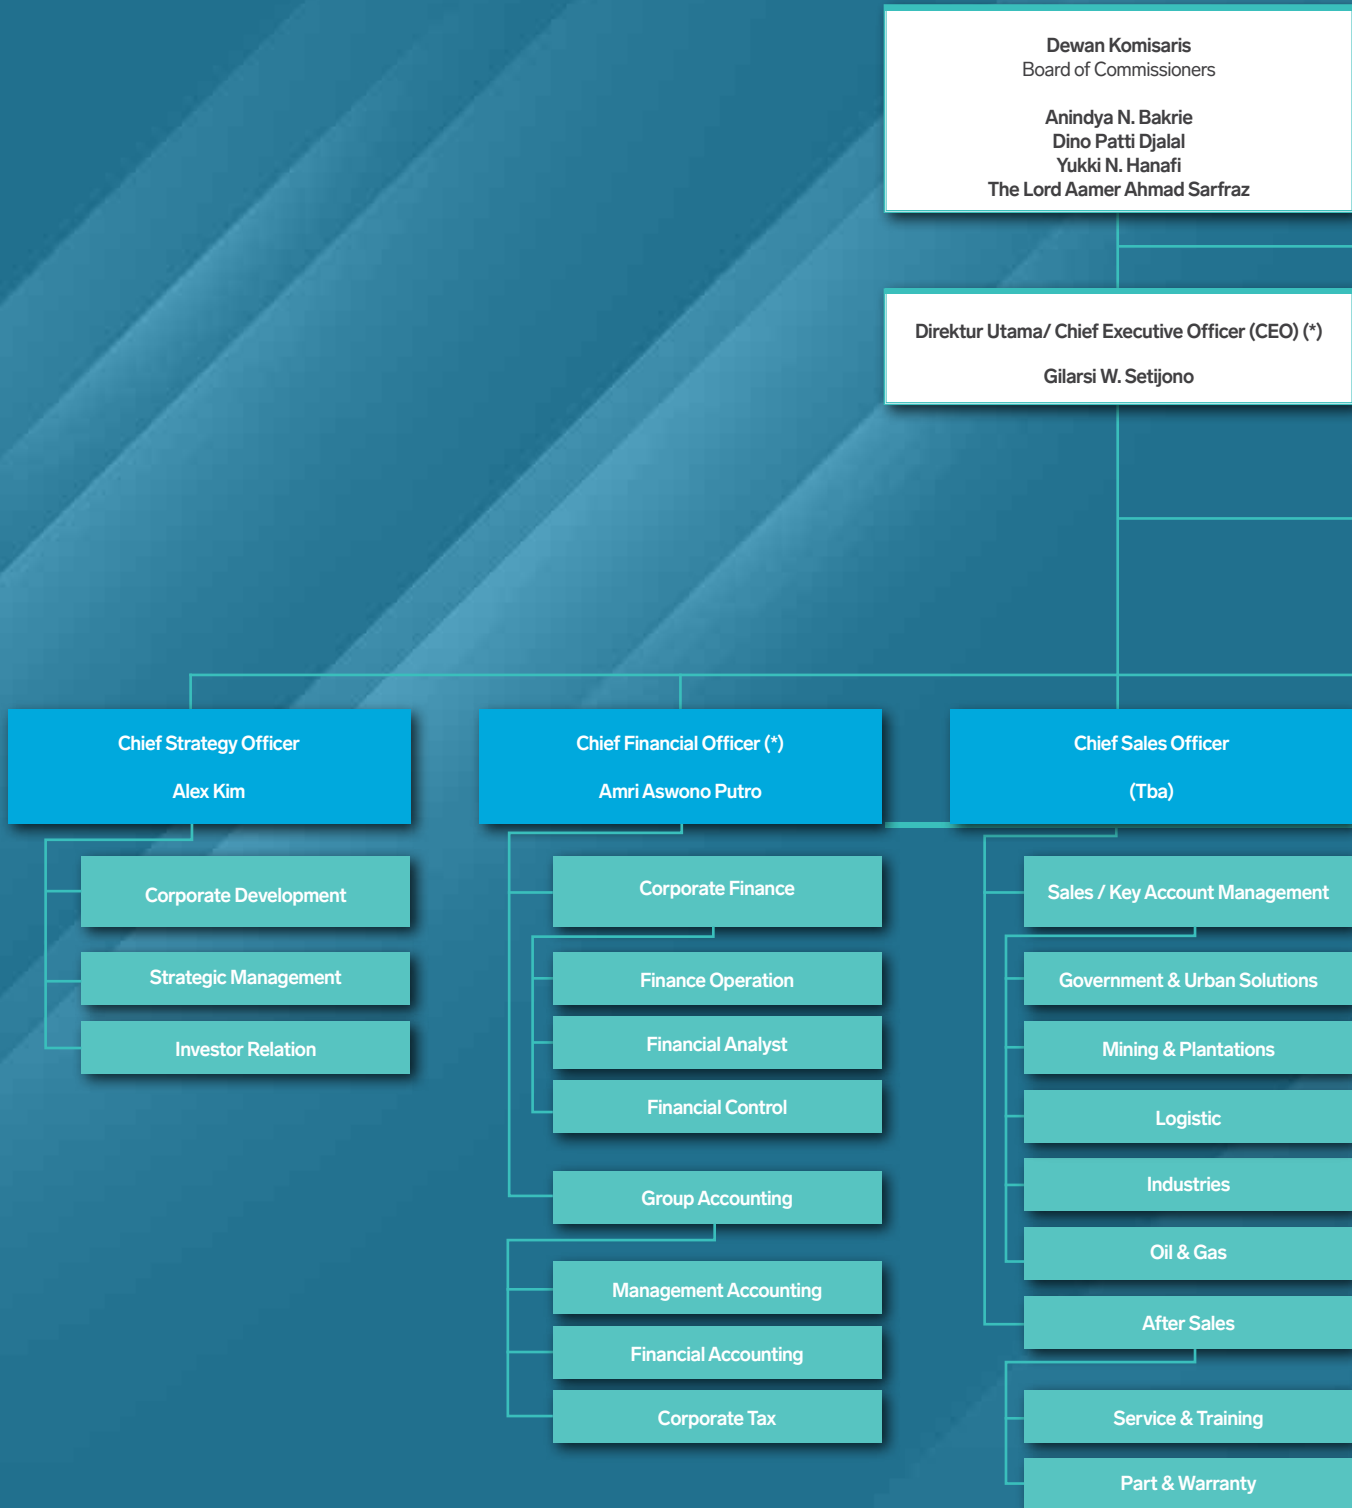 Dewan Komisaris
Board of Commissioners
Anindya N. Bakrie
Dino Patti Djalal
Yukki N. Hanafi
The Lord Aamer Ahmad Sarfraz
Direktur Utama/ Chief Executive Officer (CEO) (*)
Gilarsi W. Setijono
Chief Strategy Officer
Alex Kim
Corporate Development
Strategic Management
Investor Relation
Chief Financial Officer (*)
Amri Aswono Putro
Corporate Finance
Finance Operation
Financial Analyst
Financial Control
Group Accounting
Management Accounting
Financial Accounting
Corporate Tax
Chief Sales Officer
(Tba)
Sales / Key Account Management
Government & Urban Solutions
Mining & Plantations
Logistic
Industries
Oil & Gas
After Sales
Service & Training
Part & Warranty